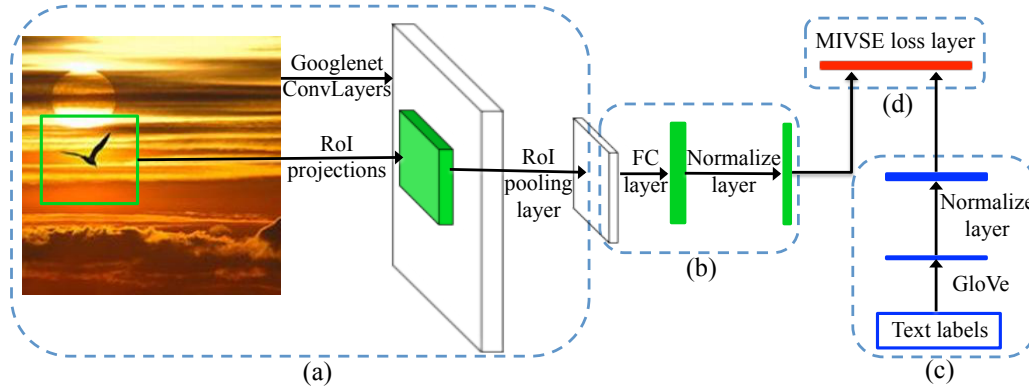 Googlenet
ConvLayers
RoI
projections
RoI
pooling
layer
(a)
FC
layer
Normalize
layer
(b)
MIVSE loss layer
(d)
Normalize
layer
GloVe
Text labels
(c)